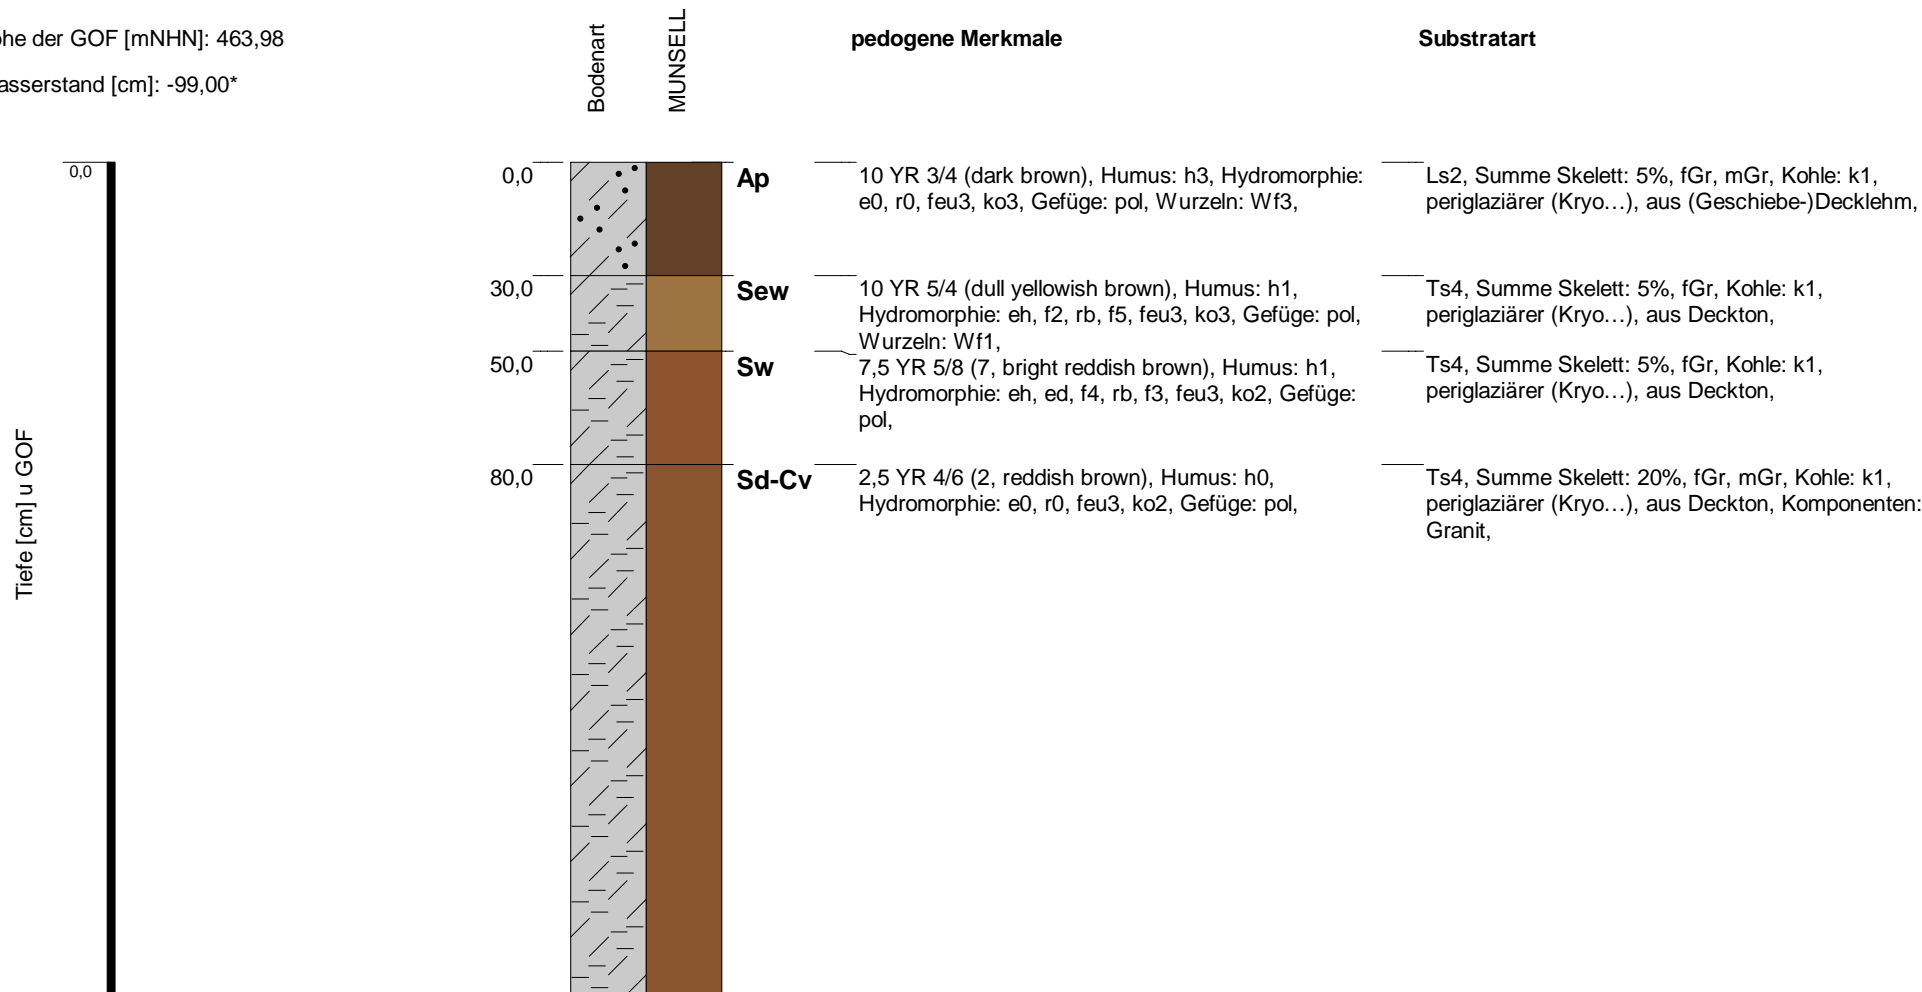 ohe der GOF [mNHN]: 463,98
asserstand [cm]: -99,00*
Bodenart
MUNSELL
pedogene Merkmale
Substratart
Tiefe [cm] u GOF
0,0
0,0
Ap
10 YR 3/4 (dark brown), Humus: h3, Hydromorphie:
e0, r0, feu3, ko3, Gefüge: pol, Wurzeln: Wf3,
Ls2, Summe Skelett: 5%, fGr, mGr, Kohle: k1,
periglaziärer (Kryo…), aus (Geschiebe-)Decklehm,
30,0
Sew
10 YR 5/4 (dull yellowish brown), Humus: h1,
Hydromorphie: eh, f2, rb, f5, feu3, ko3, Gefüge: pol,
Wurzeln: Wf1,
Ts4, Summe Skelett: 5%, fGr, Kohle: k1,
periglaziärer (Kryo…), aus Deckton,
50,0
Sw
7,5 YR 5/8 (7, bright reddish brown), Humus: h1,
Hydromorphie: eh, ed, f4, rb, f3, feu3, ko2, Gefüge:
pol,
Ts4, Summe Skelett: 5%, fGr, Kohle: k1,
periglaziärer (Kryo…), aus Deckton,
80,0
Sd-Cv
2,5 YR 4/6 (2, reddish brown), Humus: h0,
Hydromorphie: e0, r0, feu3, ko2, Gefüge: pol,
Ts4, Summe Skelett: 20%, fGr, mGr, Kohle: k1,
periglaziärer (Kryo…), aus Deckton, Komponenten:
Granit,